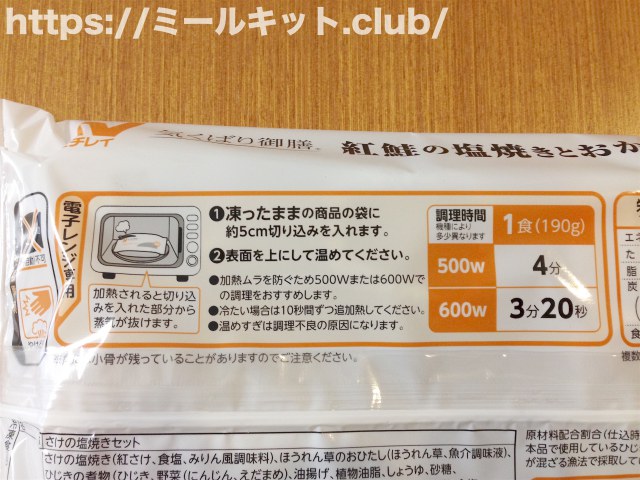 https://ミールキット.club/
チレイ
気くばり御膳® 紅鮭の塩焼きとおか
電子レンジ専用
加熱されると切り込
みを入れた部分から
蒸気が抜けます。
❶凍ったままの商品の袋に
約5cm切り込みを入れます。
❷表面を上にして温めてください。
●加熱ムラを防ぐため500Wまたは600Wで
の調理をおすすめします。
●冷たい場合は10秒間ずつ追加熱してください。
●温めすぎは調理不良の原因になります。
調理時間
機種により
多少異なります
1食(190g)
500W
4分
600W
3分20秒
小骨が残っていることがありますのでご注意ください。
さけの塩焼きセット
さけの塩焼き(紅さけ、食塩、みりん風調味料)、ほうれん草のおひたし(ほうれん草、魚介調味液)、
ひじきの煮物(ひじき、野菜(にんじん、えだまめ)、油揚げ、植物油脂、しょうゆ、砂糖、
原材料配合割合(仕込時
本品で使用しているひじ
が混ざる漁法で採取して